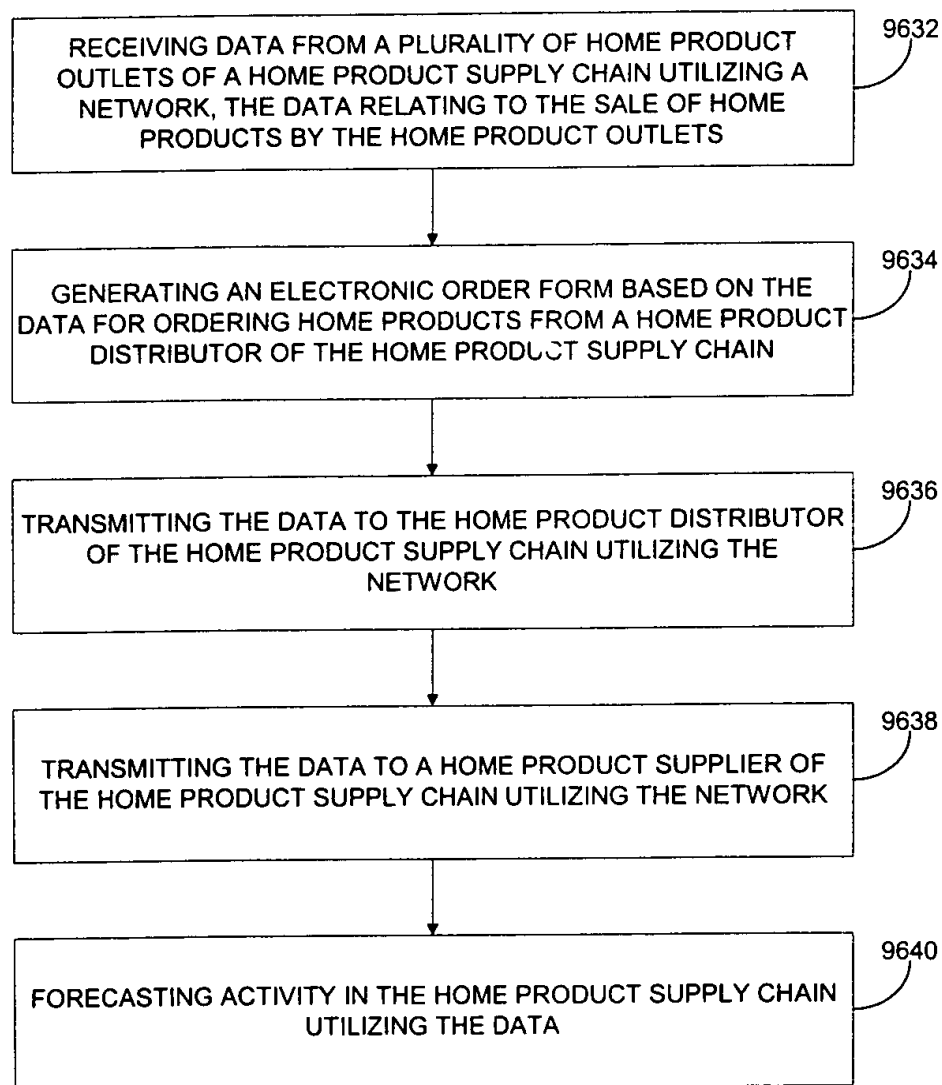 9632
RECEIVING DATA FROM A PLURALITY OF HOME PRODUCT
OUTLETS OF A HOME PRODUCT SUPPLY CHAIN UTILIZING A
NETWORK, THE DATA RELATING TO THE SALE OF HOME
PRODUCTS BY THE HOME PRODUCT OUTLETS
9634
GENERATING AN ELECTRONIC ORDER FORM BASED ON THE
DATA FOR ORDERING HOME PRODUCTS FROM A HOME PRODUCT
DISTRIBUTOR OF THE HOME PRODUCT SUPPLY CHAIN
9636
TRANSMITTING THE DATA TO THE HOME PRODUCT DISTRIBUTOR
OF THE HOME PRODUCT SUPPLY CHAIN UTILIZING THE
NETWORK
9638
TRANSMITTING THE DATA TO A HOME PRODUCT SUPPLIER OF
THE HOME PRODUCT SUPPLY CHAIN UTILIZING THE NETWORK
9640
FORECASTING ACTIVITY IN THE HOME PRODUCT SUPPLY CHAIN
UTILIZING THE DATA